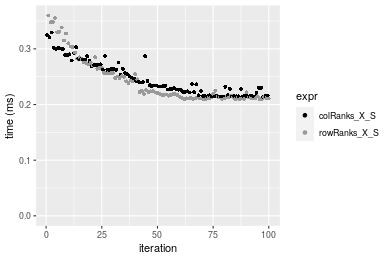 time (ms)
0.3
0.2
0.1
0.0
0 25 50 75 100
iteration
expr
colRanks_X_S
rowRanks_X_S